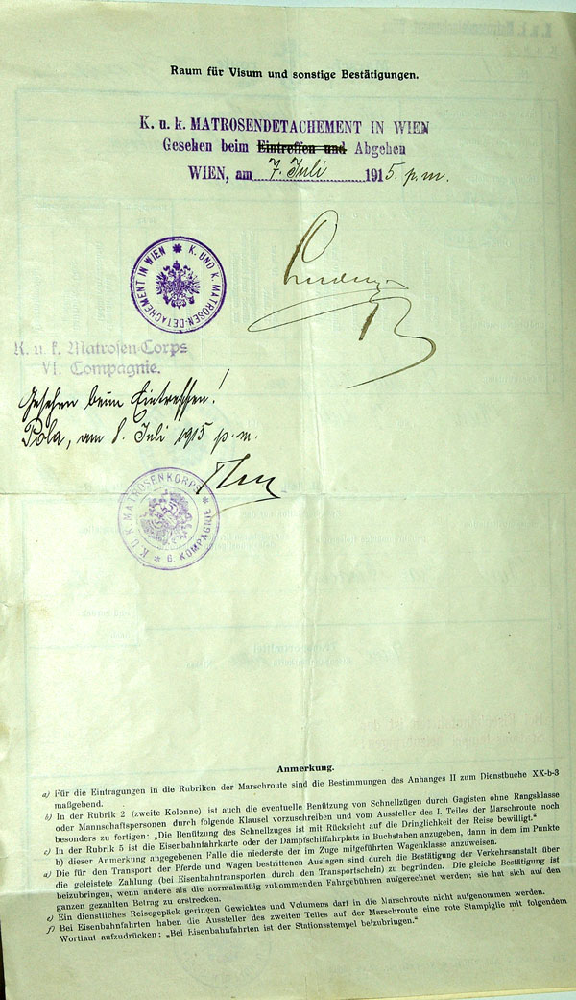 Raum für Visum und sonstige Bestätigungen.
K. u. k. MATROSENDETACHEMENT IN WIEN
Gesehen beim Eintreffen und Abgehen
WIEN, am 7. Juli 1915. p.m.
K. UND K. MATROSEN-DETACHEMENT IN WIEN
K. u. k. Matrosen-Corps
VI. Compagnie.
Gesehen beim Eintreffen!
Pola, am 8. Juli 1915 p. m.
K. U. K. MATROSENKORPS
6. KOMPAGNIE
Anmerkung.
a) Für die Eintragungen in die Rubriken der Marschroute sind die Bestimmungen des Anhanges II zum Dienstbuche XX-b-3
maßgebend.
b) In der Rubrik 2 (zweite Kolonne) ist auch die eventuelle Benützung von Schnellzügen durch Gagisten ohne Rangsklasse
oder Mannschaftspersonen durch folgende Klausel vorzuschreiben und vom Aussteller des I. Teiles der Marschroute noch
besonders zu fertigen: „Die Benützung des Schnellzuges ist mit Rücksicht auf die Dringlichkeit der Reise bewilligt.“
c) In der Rubrik 5 ist die Eisenbahnfahrkarte oder der Dampfschiffahrplatz in Buchstaben anzugeben, dann in dem im Punkte
b) dieser Anmerkung angegebenen Falle die niederste der im Zuge mitgeführten Wagenklasse anzuweisen.
d) Die für den Transport der Pferde und Wagen bestrittenen Auslagen sind durch die Bestätigung der Verkehrsanstalt über
die geleistete Zahlung (bei Eisenbahntransporten durch den Transportschein) zu begründen. Die gleiche Bestätigung ist
beizubringen, wenn andere als die normalmäßig zukommenden Fahrgebühren aufgerechnet werden; sie hat sich auf den
ganzen gezahlten Betrag zu erstrecken.
e) Ein dienstliches Reisegepäck geringen Gewichtes und Volumens darf in die Marschroute nicht aufgenommen werden.
f) Bei Eisenbahnfahrten haben die Aussteller des zweiten Teiles auf der Marschroute eine rote Stampiglie mit folgendem
Wortlaut aufzudrücken: „Bei Eisenbahnfahrten ist der Stationsstempel beizubringen.“